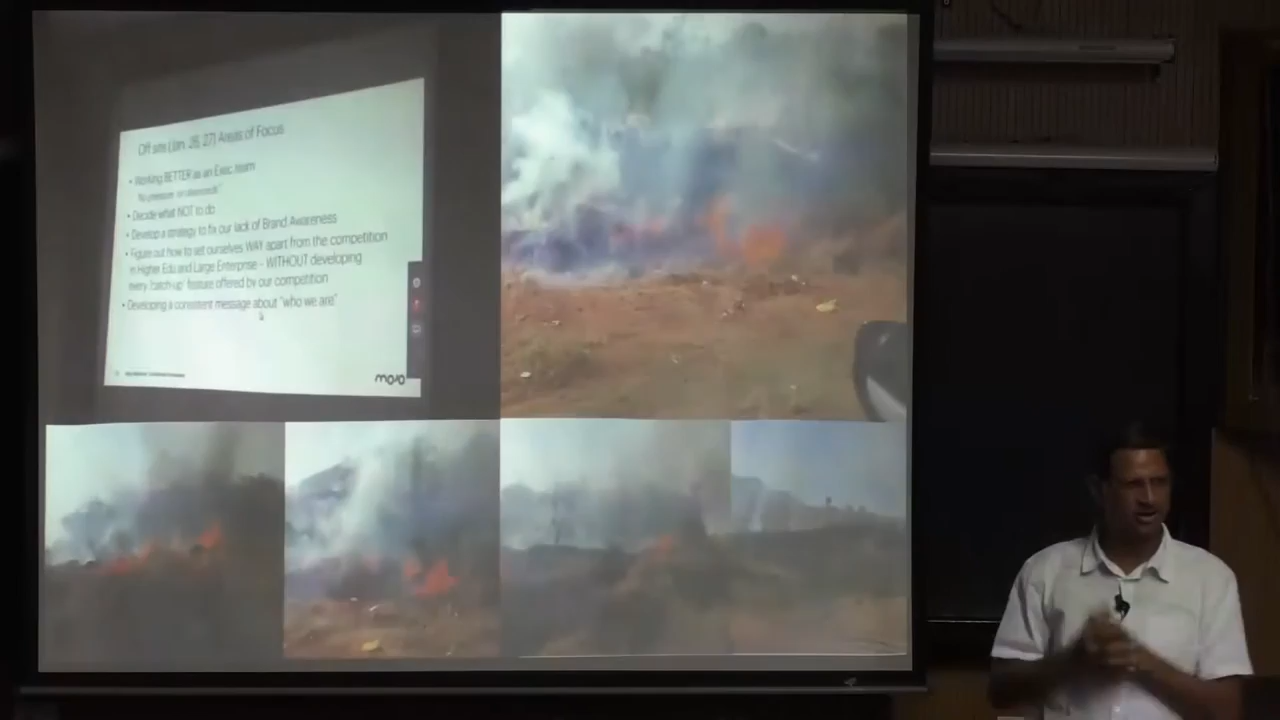 Off site (Jan. 26, 27) Areas of Focus
• Working BETTER as an Exec team
• Decide what NOT to do
• Develop a strategy to fix our lack of Brand Awareness
• Figure out how to set ourselves WAY apart from the competition
in Higher Edu and Large Enterprise - WITHOUT developing
every "catch-up" feature offered by our competition
• Developing a consistent message about "who we are"